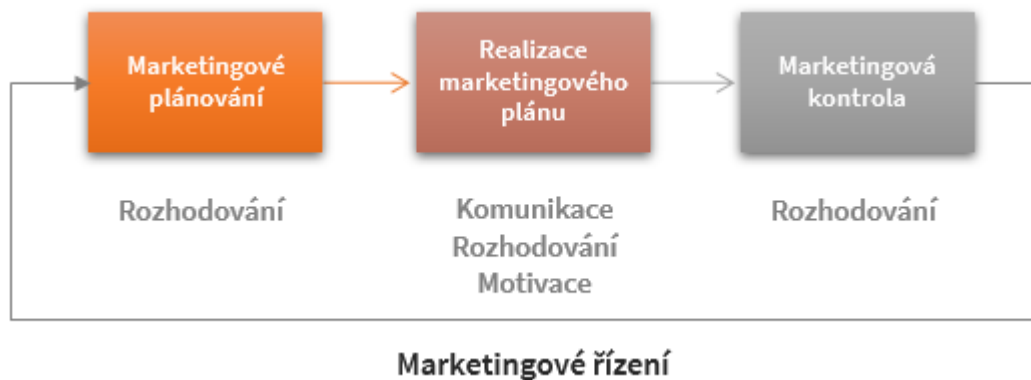 Marketingové
plánování
Realizace
marketingového
plánu
Marketingová
kontrola
Rozhodování
Komunikace
Rozhodování
Motivace
Rozhodování
Marketingové řízení